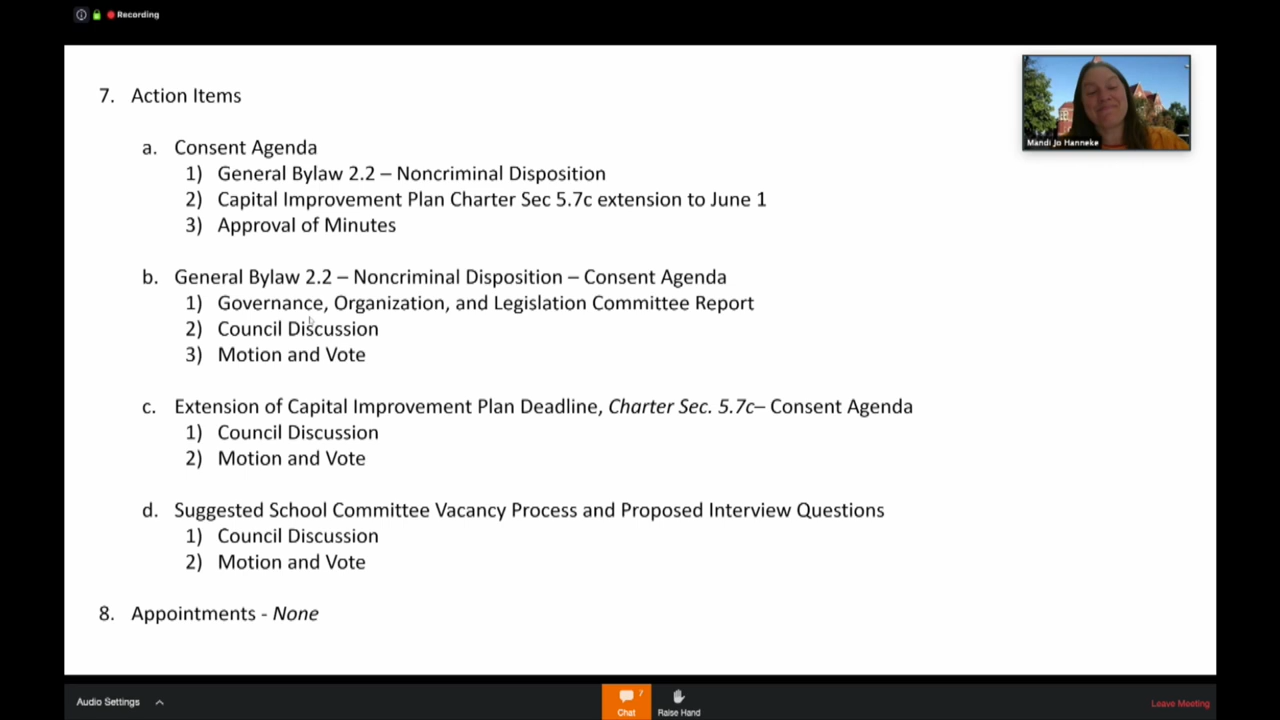 Recording
7. Action Items
Mandi Jo Hanneke
a. Consent Agenda
1) General Bylaw 2.2 – Noncriminal Disposition
2) Capital Improvement Plan Charter Sec 5.7c extension to June 1
3) Approval of Minutes
b. General Bylaw 2.2 – Noncriminal Disposition – Consent Agenda
1) Governance, Organization, and Legislation Committee Report
2) Council Discussion
3) Motion and Vote
c. Extension of Capital Improvement Plan Deadline, Charter Sec. 5.7c– Consent Agenda
1) Council Discussion
2) Motion and Vote
d. Suggested School Committee Vacancy Process and Proposed Interview Questions
1) Council Discussion
2) Motion and Vote
8. Appointments - None
Audio Settings
7
Chat
Raise Hand
Leave Meeting